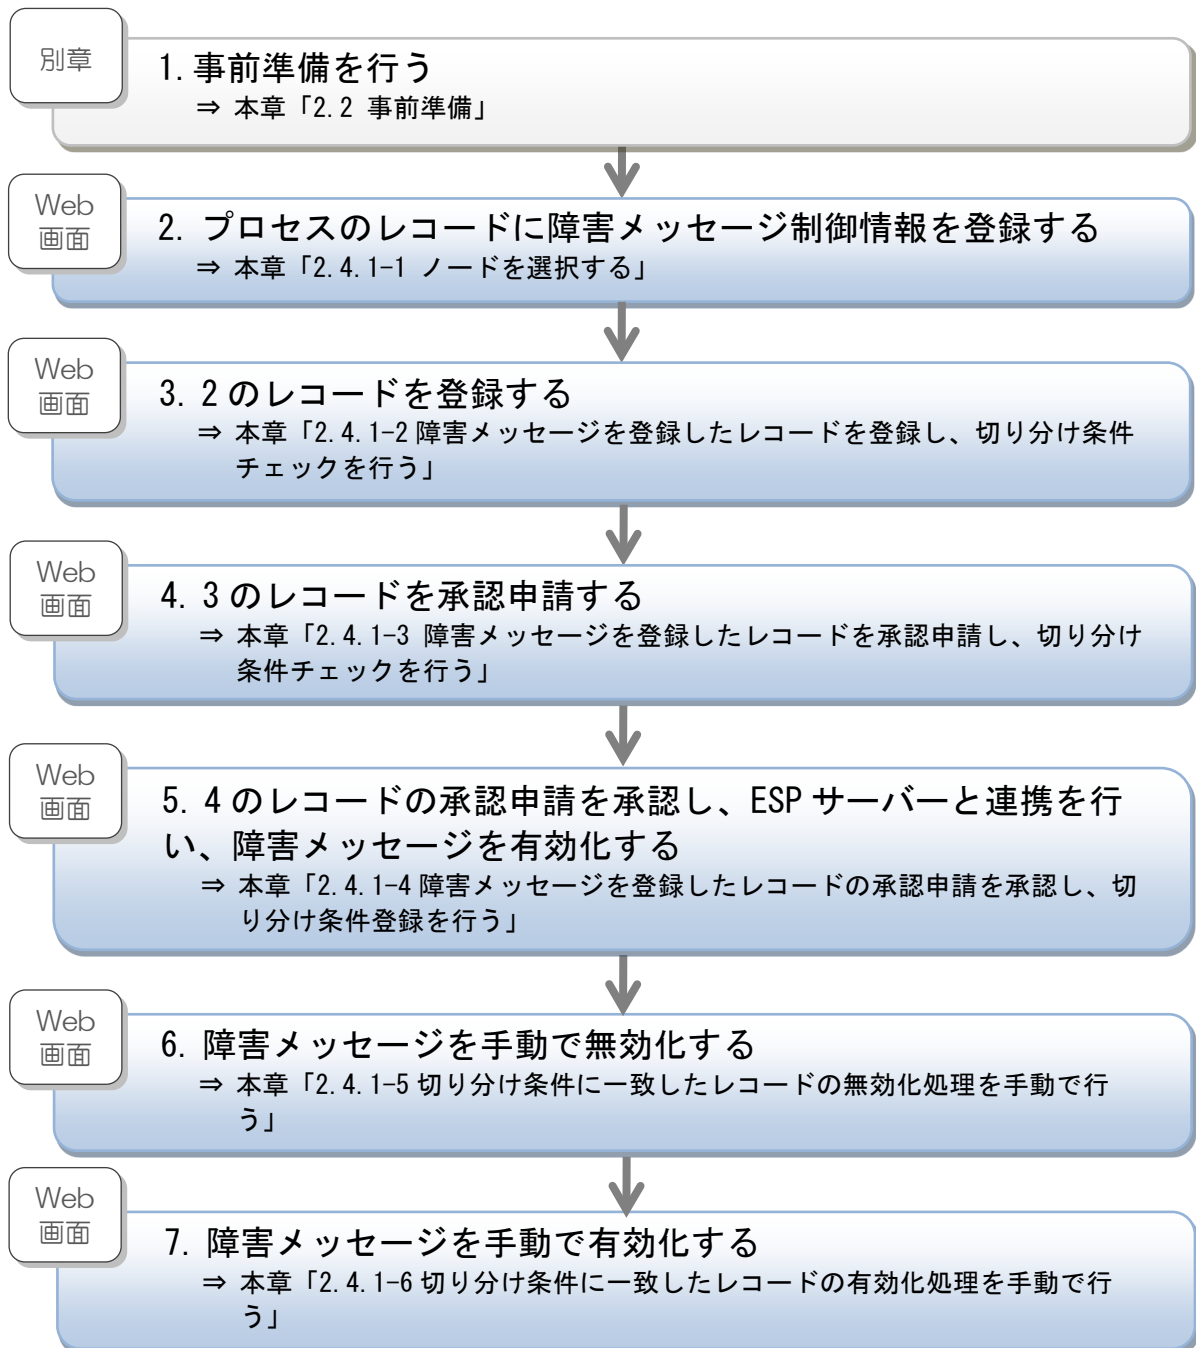 別章
1. 事前準備を行う
⇒ 本章「2.2 事前準備」
Web
画面
2. プロセスのレコードに障害メッセージ制御情報を登録する
⇒ 本章「2.4.1-1 ノードを選択する」
Web
画面
3. 2 のレコードを登録する
⇒ 本章「2.4.1-2 障害メッセージを登録したレコードを登録し、切り分け条件
チェックを行う」
Web
画面
4. 3 のレコードを承認申請する
⇒ 本章「2.4.1-3 障害メッセージを登録したレコードを承認申請し、切り分け
条件チェックを行う」
Web
画面
5. 4 のレコードの承認申請を承認し、ESP サーバーと連携を行
い、障害メッセージを有効化する
⇒ 本章「2.4.1-4 障害メッセージを登録したレコードの承認申請を承認し、切
り分け条件登録を行う」
Web
画面
6. 障害メッセージを手動で無効化する
⇒ 本章「2.4.1-5 切り分け条件に一致したレコードの無効化処理を手動で行
う」
Web
画面
7. 障害メッセージを手動で有効化する
⇒ 本章「2.4.1-6 切り分け条件に一致したレコードの有効化処理を手動で行
う」